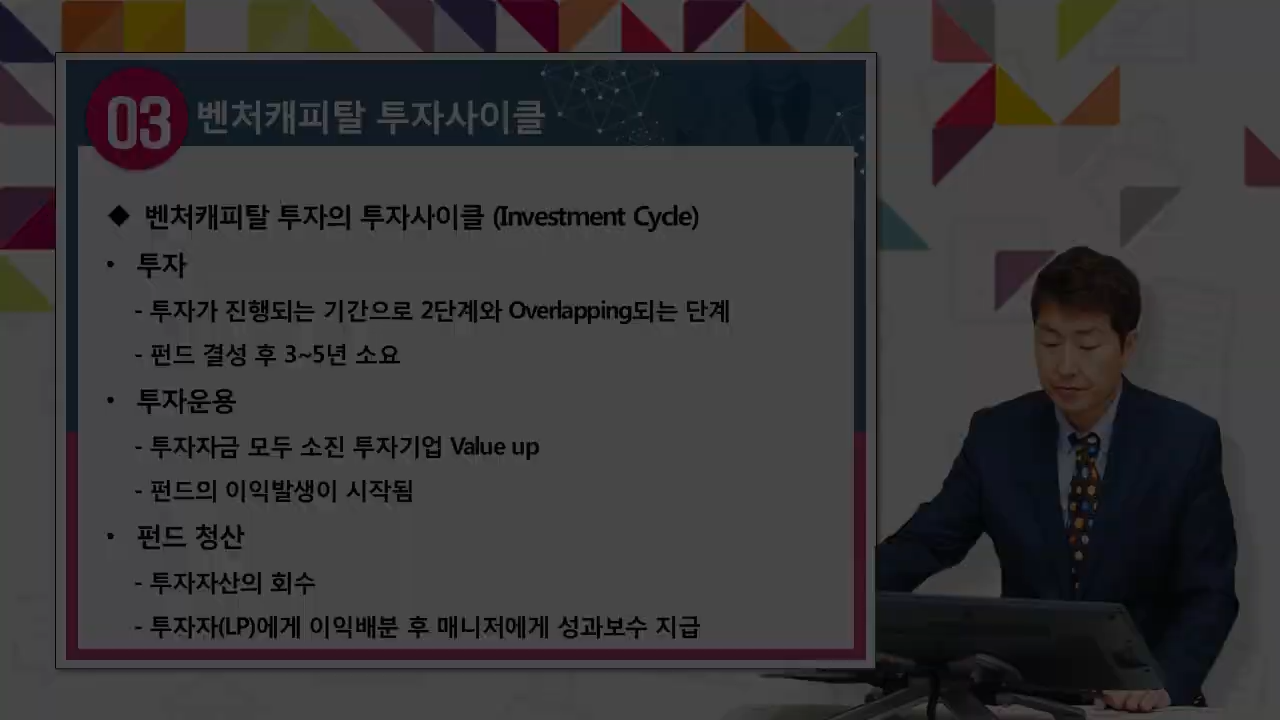 03 벤처캐피탈 투자사이클
◆ 벤처캐피탈 투자의 투자사이클 (Investment Cycle)
• 투자
- 투자가 진행되는 기간으로 2단계와 Overlapping되는 단계
- 펀드 결성 후 3~5년 소요
• 투자운용
- 투자자금 모두 소진 투자기업 Value up
- 펀드의 이익발생이 시작됨
• 펀드 청산
- 투자자산의 회수
- 투자자(LP)에게 이익배분 후 매니저에게 성과보수 지급